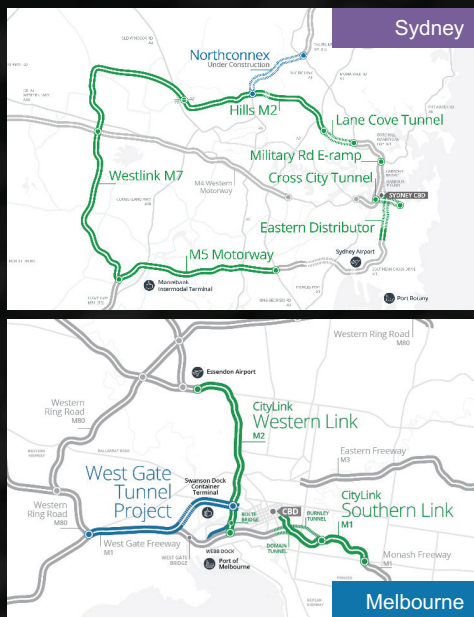 Sydney
Northconnex
Under Construction
Hills M2
Lane Cove Tunnel
Military Rd E-ramp
Cross City Tunnel
SYDNEY CBD
Westlink M7
M4 Western
Motorway
Eastern Distributor
M5 Motorway
Sydney Airport
Moorebank
Intermodal Terminal
Port Botany
Western Ring Road
M80
Essendon Airport
Western
Ring Road
M80
CityLink
Western Link
M2
Eastern Freeway
M3
West Gate
Tunnel
Project
Swanson Dock
Container
Terminal
CBD
CityLink
Southern Link
M1
BOLTE
BRIDGE
BURNLEY
TUNNEL
Western
Ring Road
M80
West Gate Freeway
M1
WEST GATE
BRIDGE
WEBB DOCK
Port of
Melbourne
DOMAIN
TUNNEL
Monash Freeway
M1
Melbourne